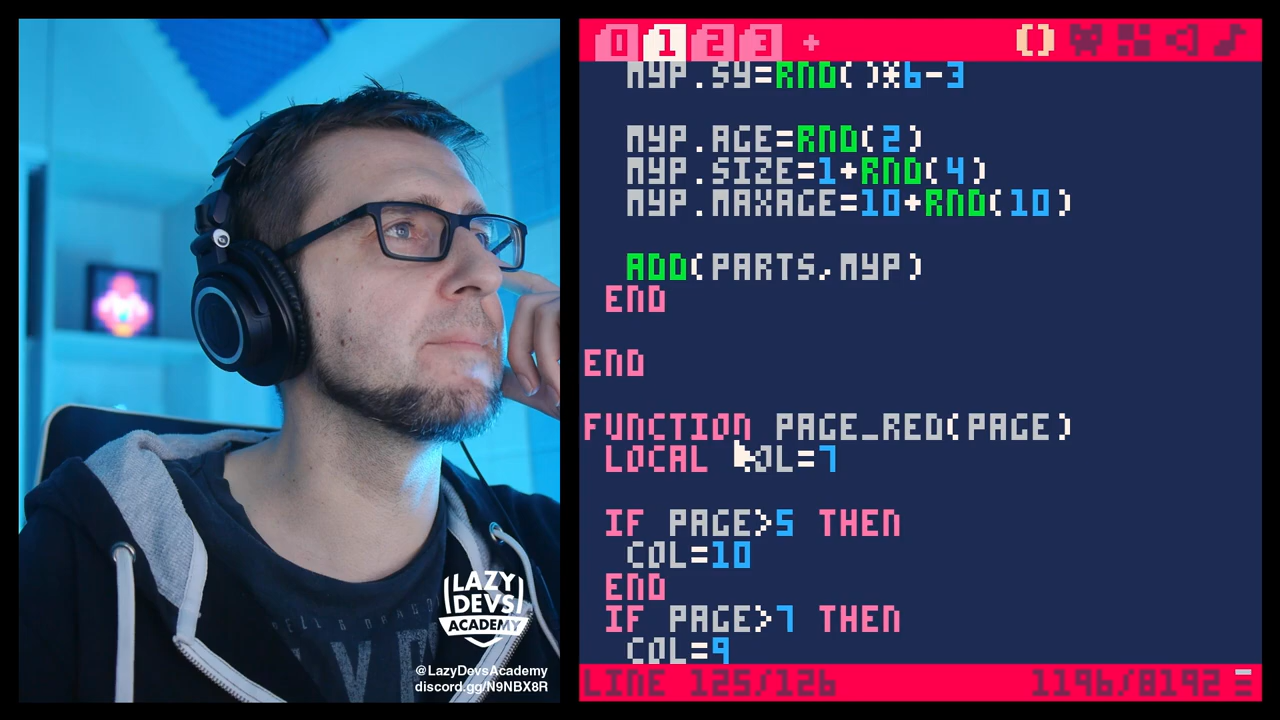 0 1 2 3 +
MYP.SY=RND()*6-3
MYP.AGE=RND(2)
MYP.SIZE=1+RND(4)
MYP.MAXAGE=10+RND(10)
ADD(PARTS,MYP)
END
END
FUNCTION PAGE_RED(PAGE)
LOCAL COL=7
IF PAGE>5 THEN
COL=10
END
IF PAGE>7 THEN
COL=9
LINE 125/126
1196/8192
LAZY
DEVS
ACADEMY
@LazyDevsAcademy
discord.gg/N9NBX8R